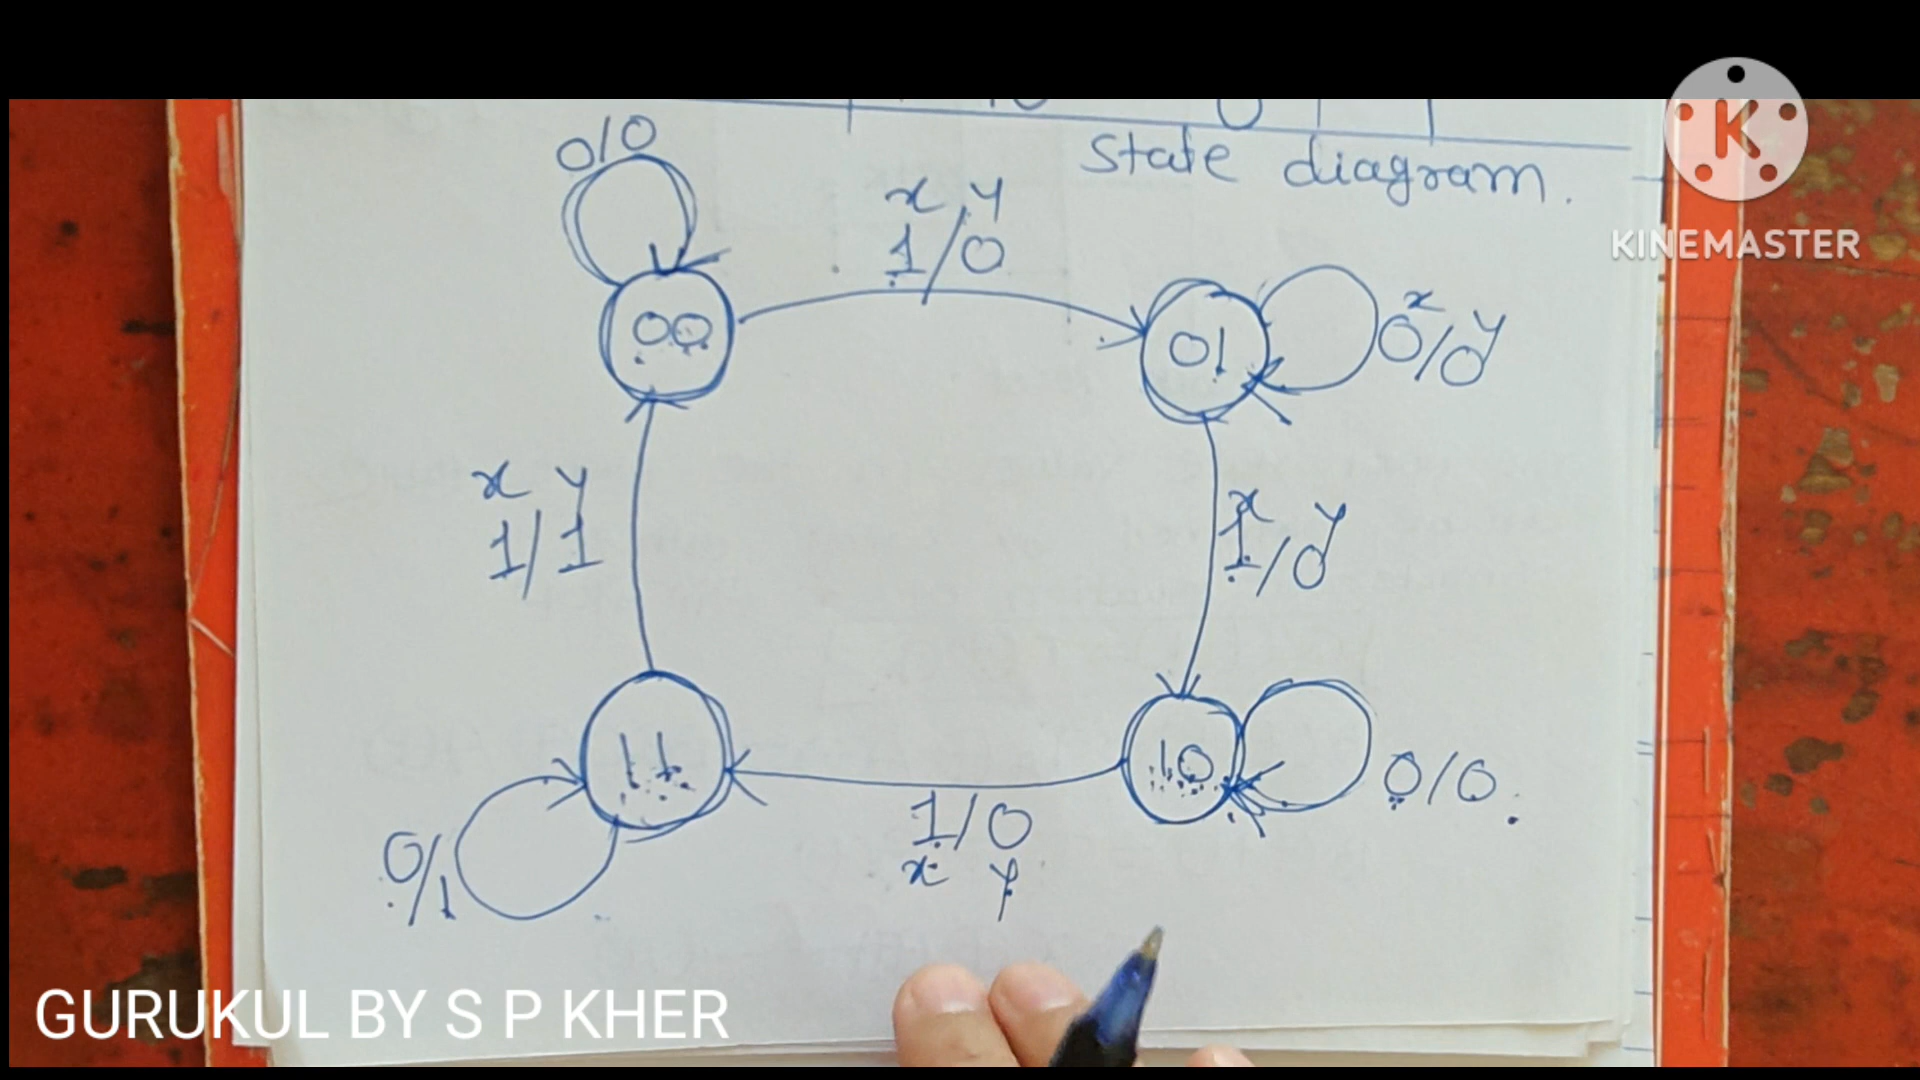 State diagram.
0/0
x y
1/0
00
01
x y
0/0
x y
1/1
x y
1/0
11
10
0/0
0/1
1/0
x y
K
KINEMASTER
GURUKUL BY S P KHER